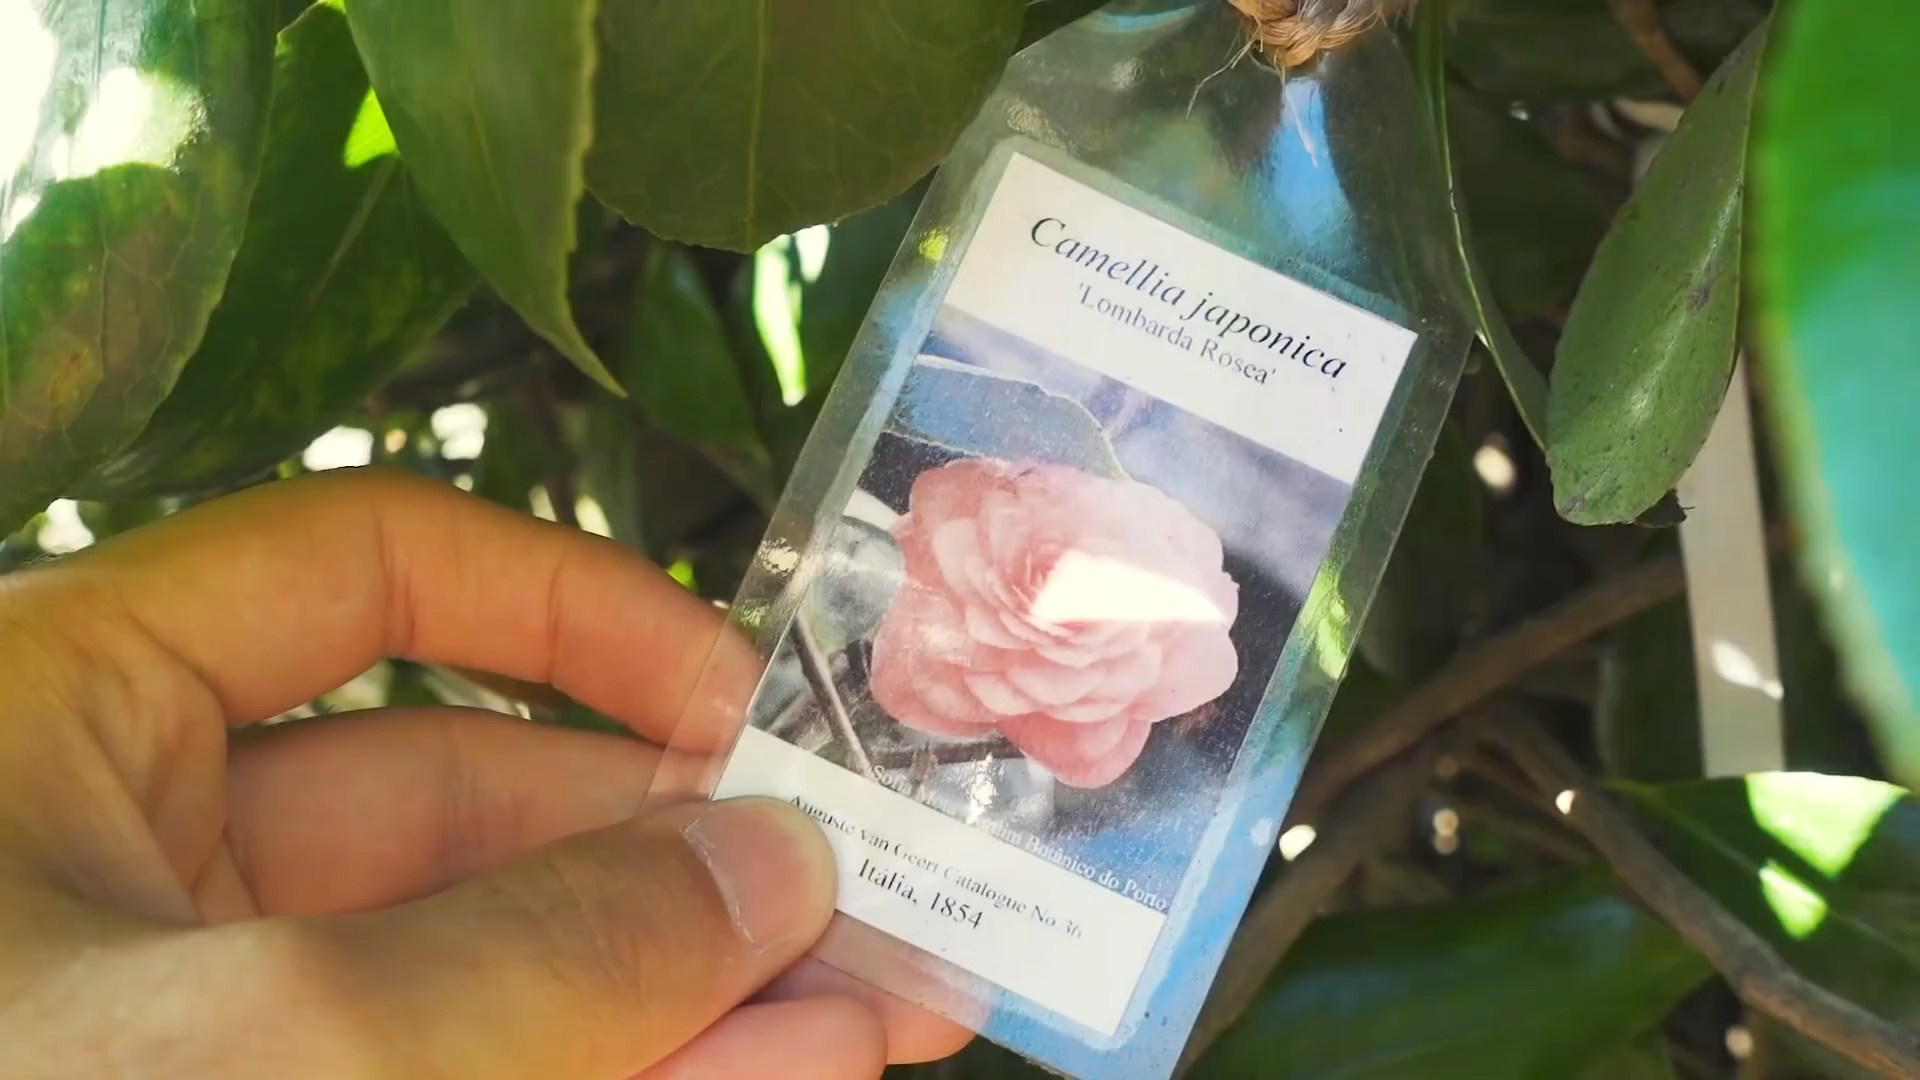 Camellia japonica
'Lombarda Rosea'
Botânico do Porto
Auguste van Geert Catalogue No 36
Itália, 1854